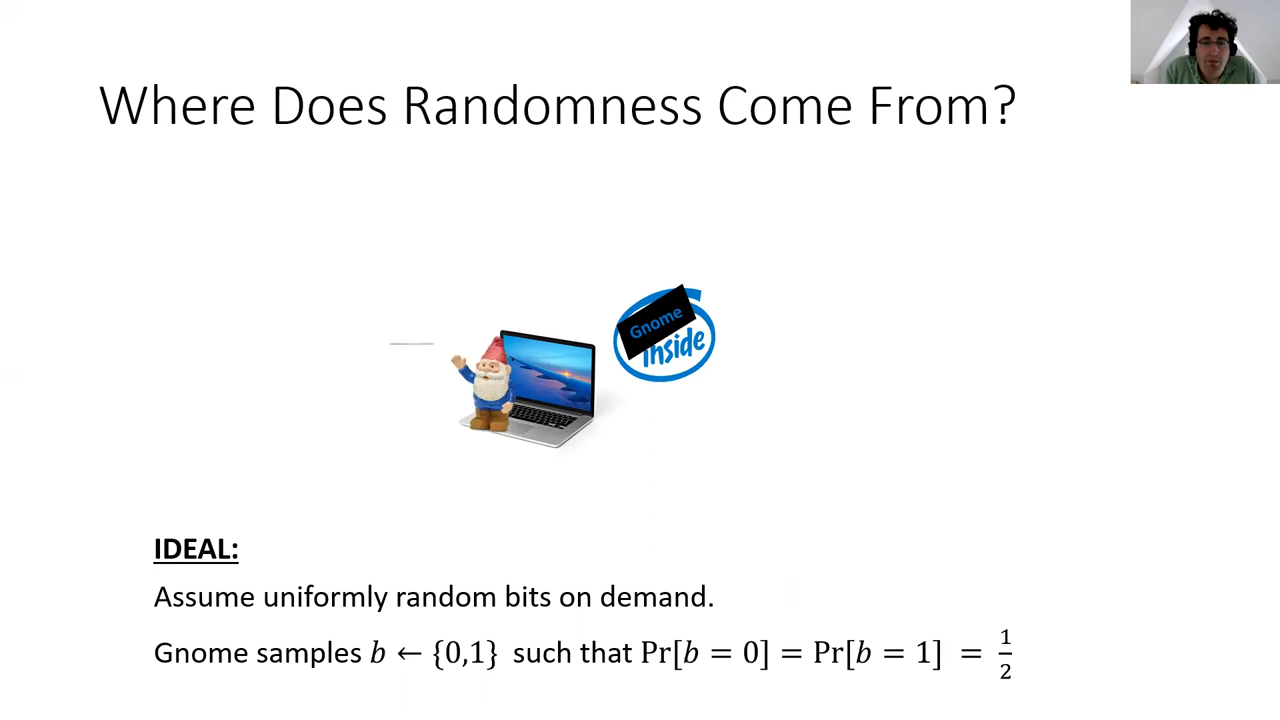 Where Does Randomness Come From?
Gnome
inside
IDEAL:
Assume uniformly random bits on demand.
Gnome samples b ← {0,1} such that Pr[b = 0] = Pr[b = 1] = 1/2